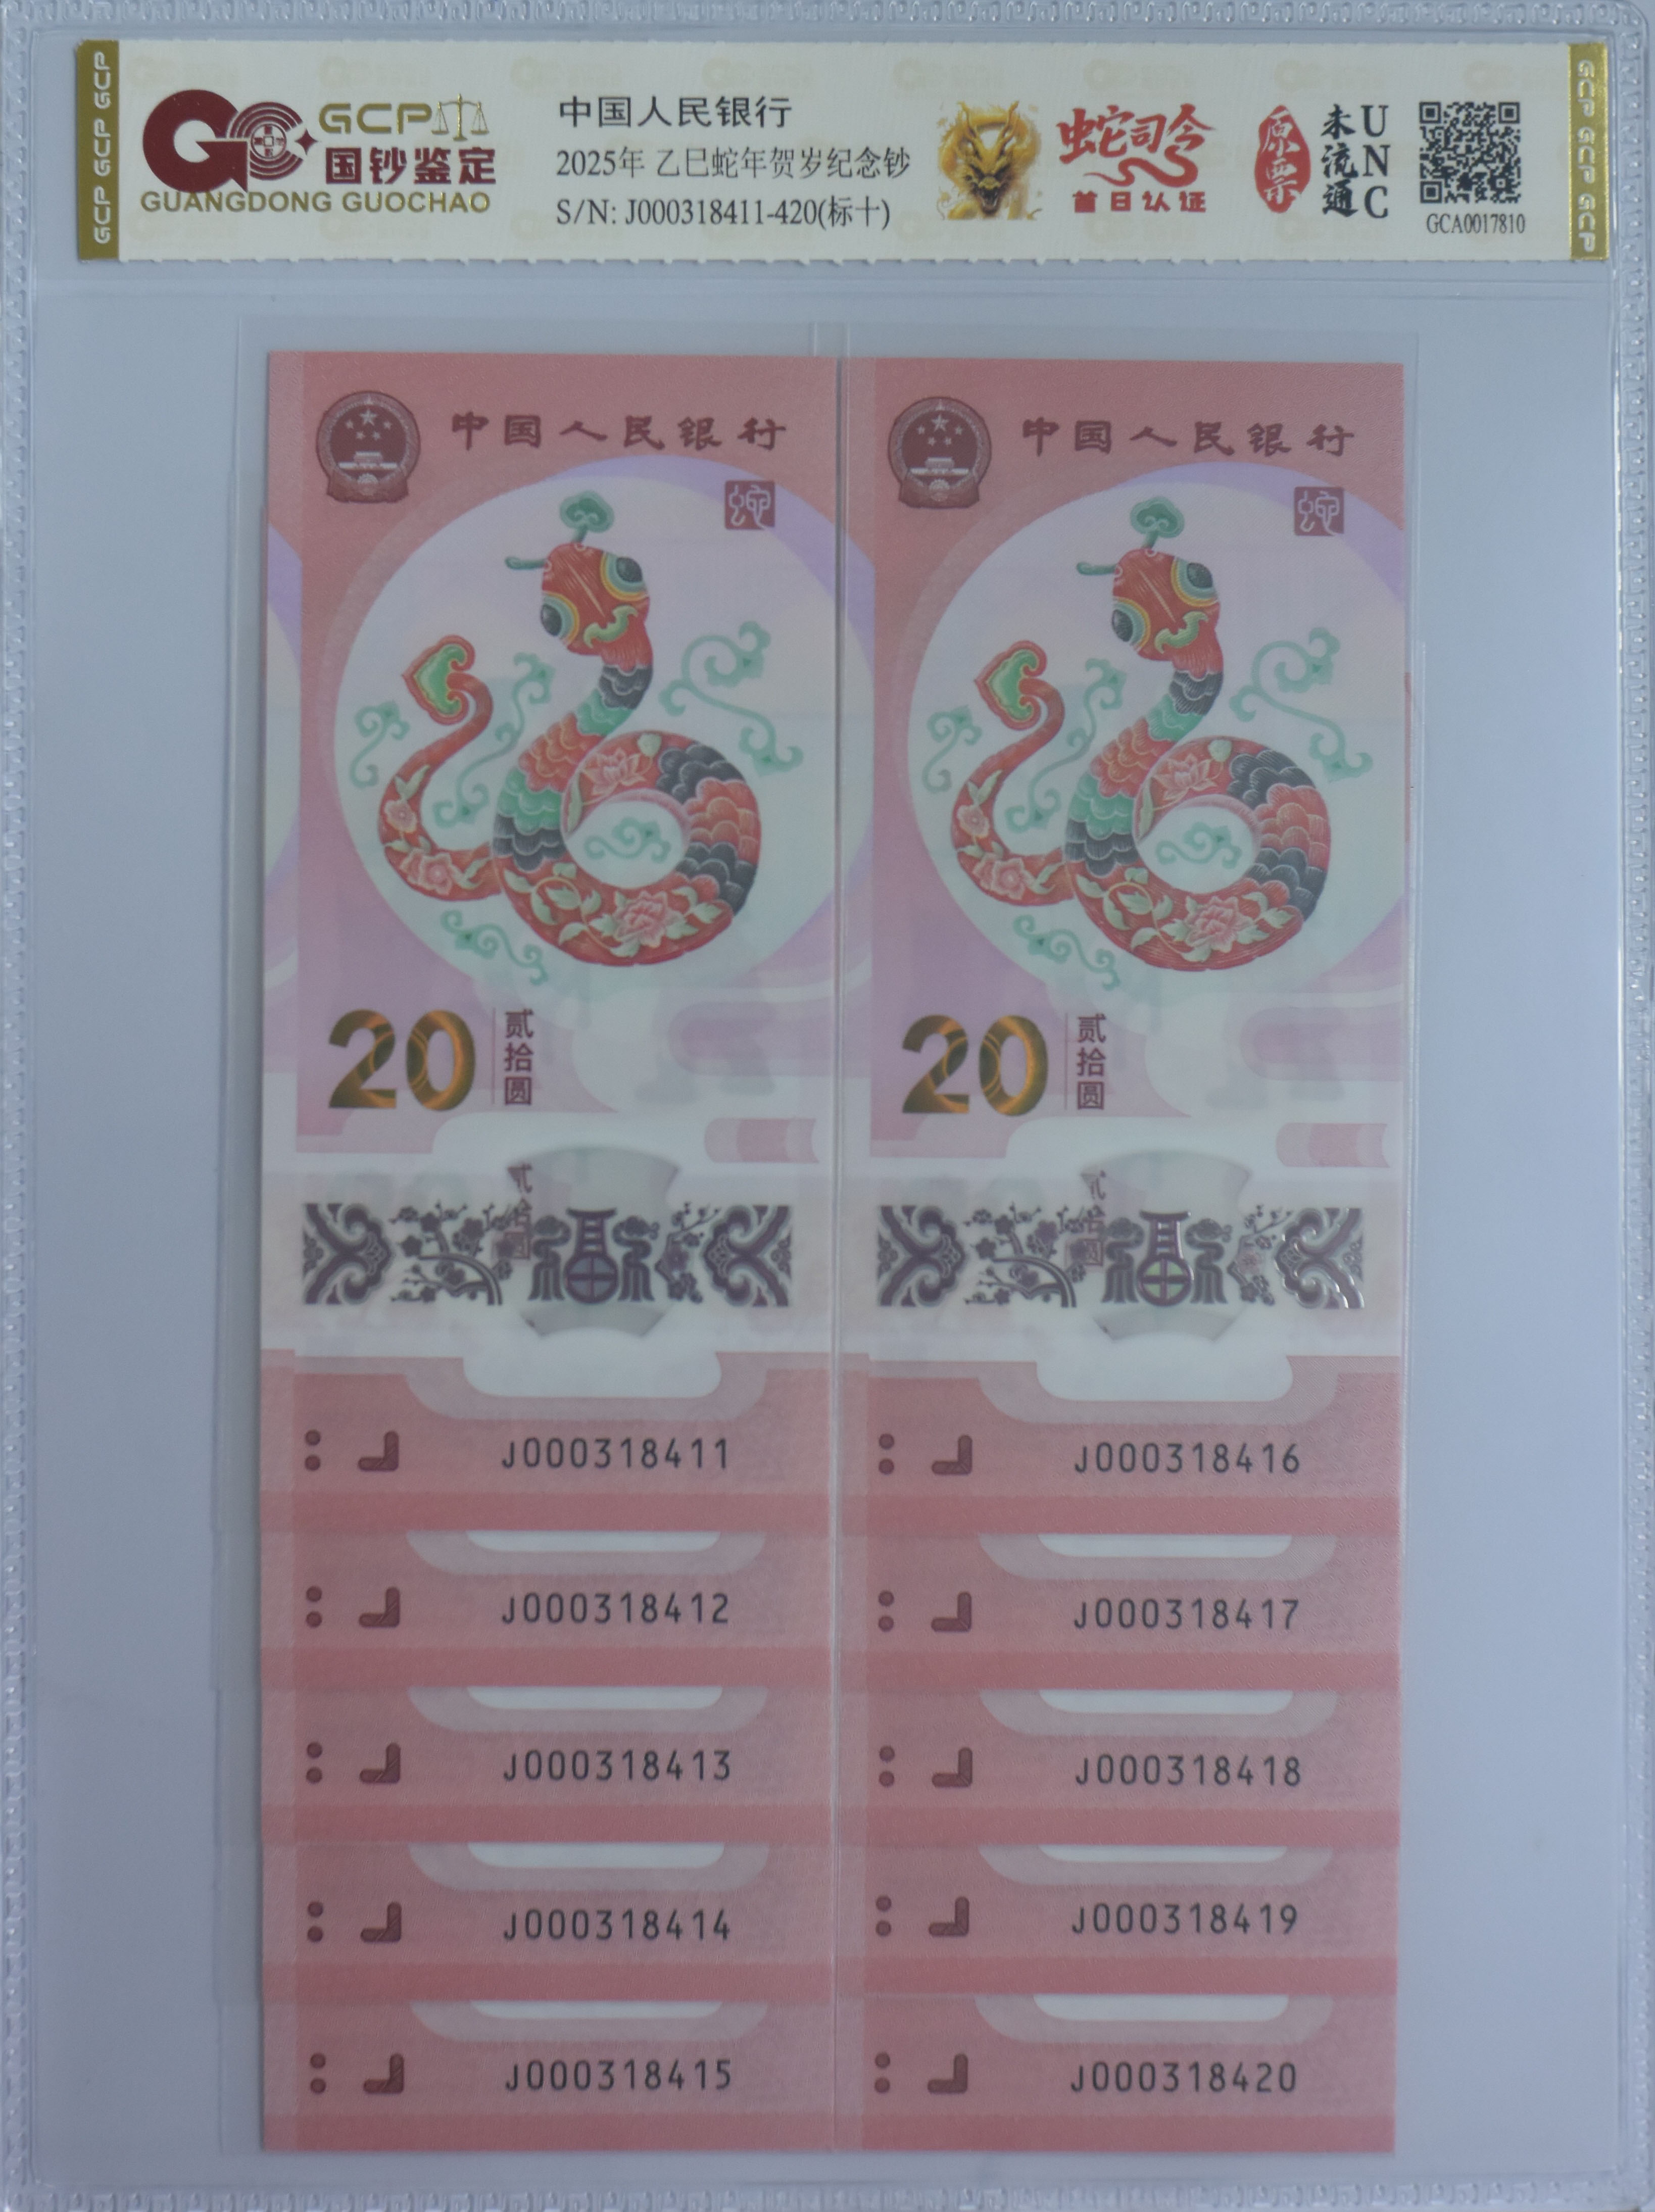 GCP GCP GCP
GCP
国钞鉴定
GUANGDONG GUOCHAO
中国人民银行
2025年 乙巳蛇年贺岁纪念钞
S/N: J000318411-420(标十)
蛇司令
首日认证
原票
未流通
UNC
GCA0017810
GCP GCP GCP
中国人民银行
蛇
20
贰拾圆
J000318411
J000318412
J000318413
J000318414
J000318415
中国人民银行
蛇
20
贰拾圆
J000318416
J000318417
J000318418
J000318419
J000318420